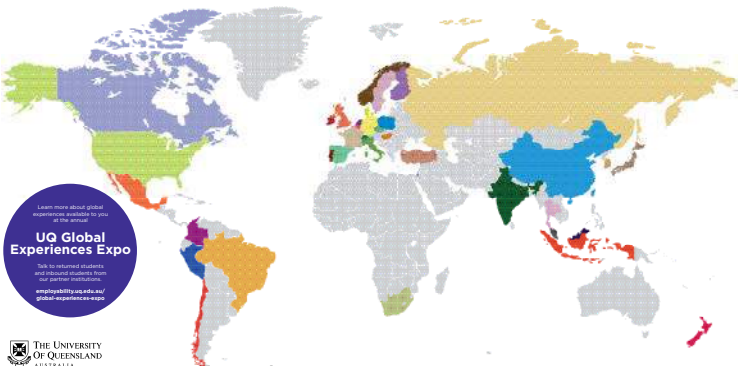 Learn more about global
experiences available to you
at the annual
UQ Global
Experiences Expo
Talk to returned students
and inbound students from
our partner institutions.
employability.uq.edu.au/
global-experiences-expo
THE UNIVERSITY
OF QUEENSLAND
AUSTRALIA